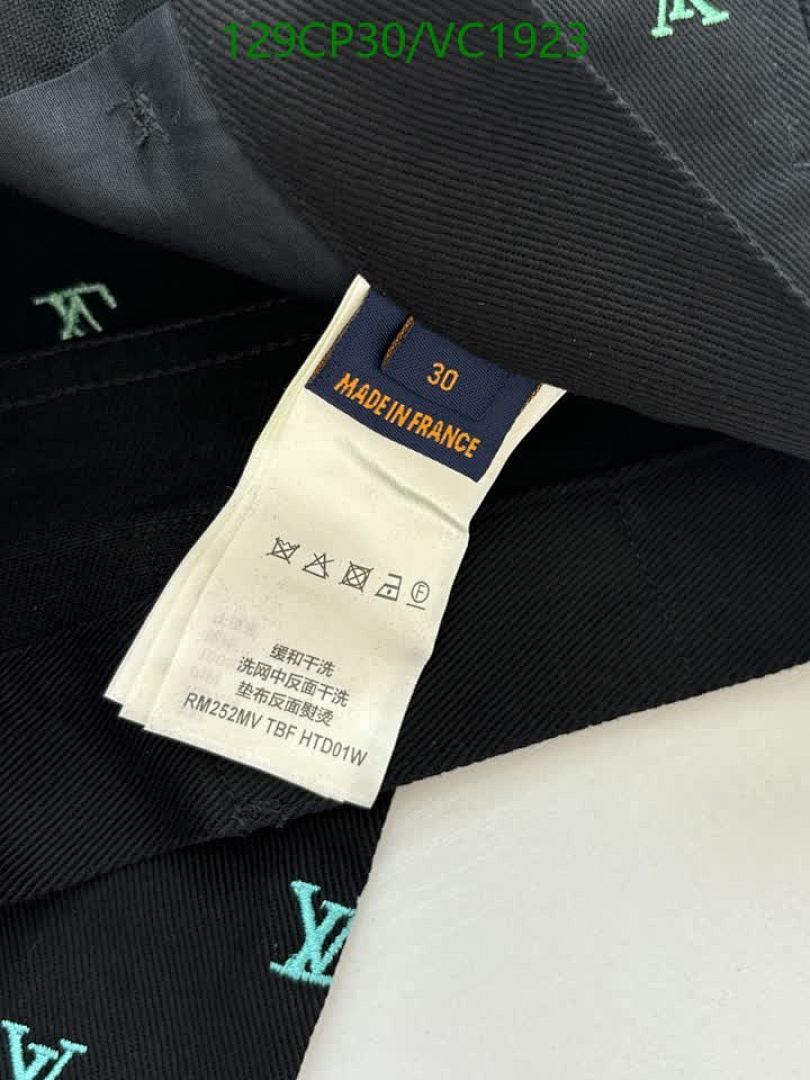 129CP30/VC1923
30
MADE IN FRANCE
F
缓和干洗
洗网中反面干洗
垫布反面熨烫
RM252MV TBF HTD01W